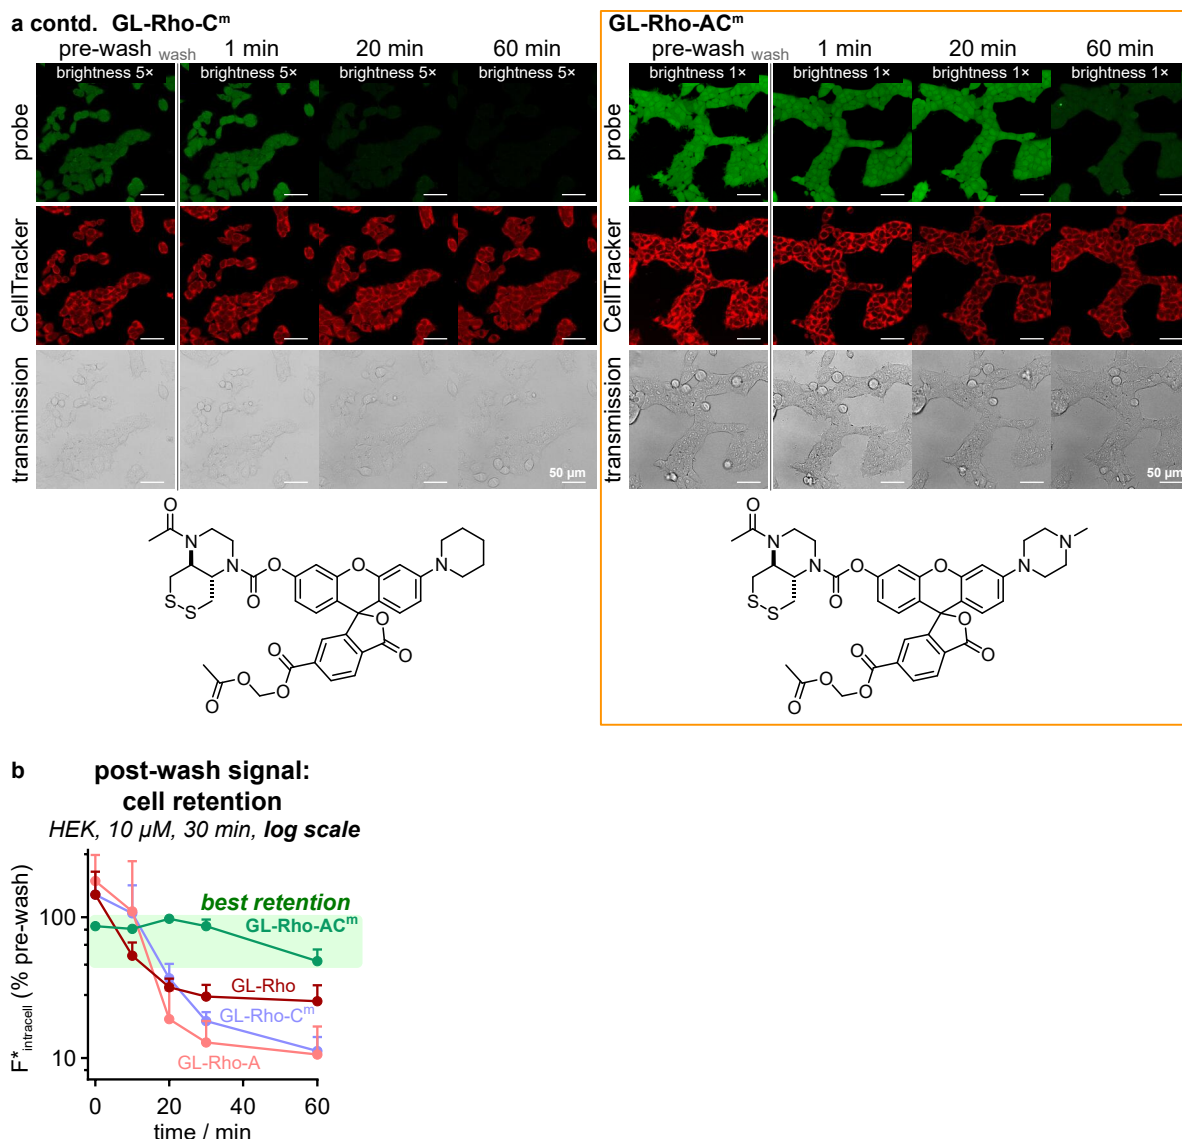 a contd. GL-Rho-Cᵐ
pre-wash wash 1 min 20 min 60 min
brightness 5× brightness 5× brightness 5× brightness 5×
probe
CellTracker
transmission
50 µm
O
N
N
O
O
O
N
S
S
O
O
O
O
O
O
O
GL-Rho-ACᵐ
pre-wash wash 1 min 20 min 60 min
brightness 1× brightness 1× brightness 1× brightness 1×
probe
CellTracker
transmission
50 µm
O
N
N
O
O
O
N
N
S
S
O
O
O
O
O
O
b
post-wash signal:
cell retention
HEK, 10 µM, 30 min, log scale
F*intracell (% pre-wash)
100
10
best retention
GL-Rho-ACᵐ
GL-Rho
GL-Rho-Cᵐ
GL-Rho-A
0 20 40 60
time / min